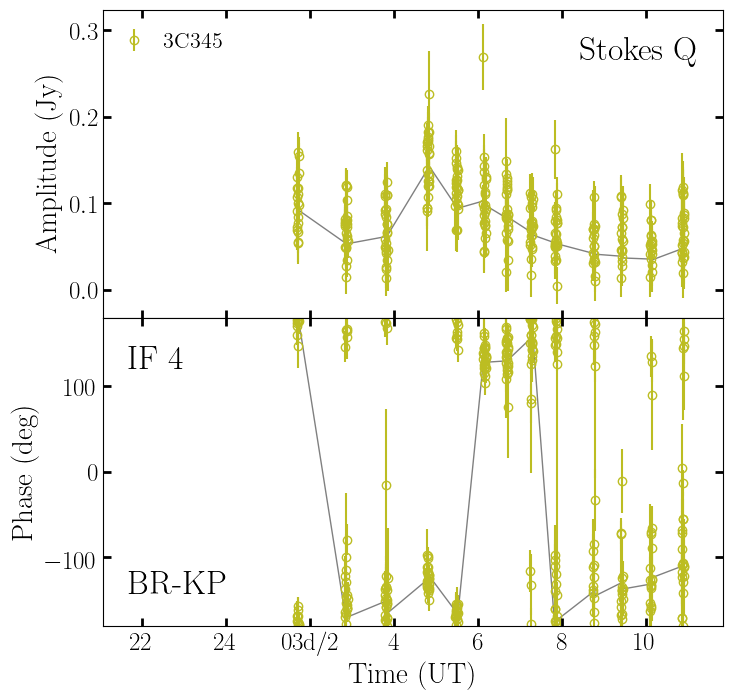 3C345
Stokes Q
0.3
0.2
0.1
0.0
Amplitude (Jy)
IF 4
100
0
−100
Phase (deg)
BR-KP
22 24 03d/2 4 6 8 10
Time (UT)